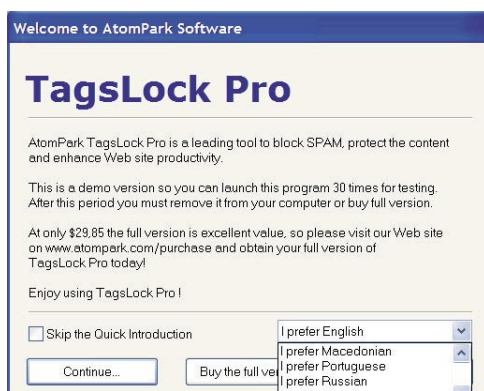 Welcome to AtomPark Software
TagsLock Pro
AtomPark TagsLock Pro is a leading tool to block SPAM, protect the content
and enhance Web site productivity.
This is a demo version so you can launch this program 30 times for testing.
After this period you must remove it from your computer or buy full version.
At only $29,85 the full version is excellent value, so please visit our Web site
on www.atompark.com/purchase and obtain your full version of
TagsLock Pro today!
Enjoy using TagsLock Pro !
Skip the Quick Introduction
I prefer English
I prefer Macedonian
I prefer Portuguese
I prefer Russian
Continue...
Buy the full ver